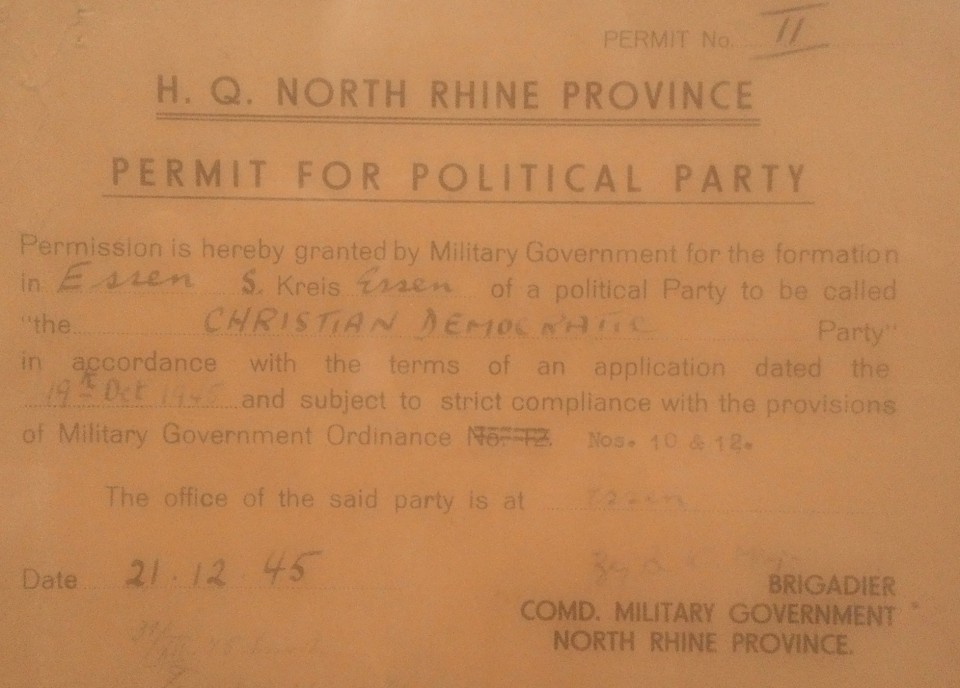 PERMIT No. 11
H. Q. NORTH RHINE PROVINCE
PERMIT FOR POLITICAL PARTY
Permission is hereby granted by Military Government for the formation
in Essen S. Kreis Essen of a political Party to be called
"the CHRISTIAN DEMOCRATIC Party"
in accordance with the terms of an application dated the
19th Oct 1945 and subject to strict compliance with the provisions
of Military Government Ordinance No. 12. Nos. 10 & 12.
The office of the said party is at Essen
Date 21.12.45
BRIGADIER
COMD. MILITARY GOVERNMENT
NORTH RHINE PROVINCE.